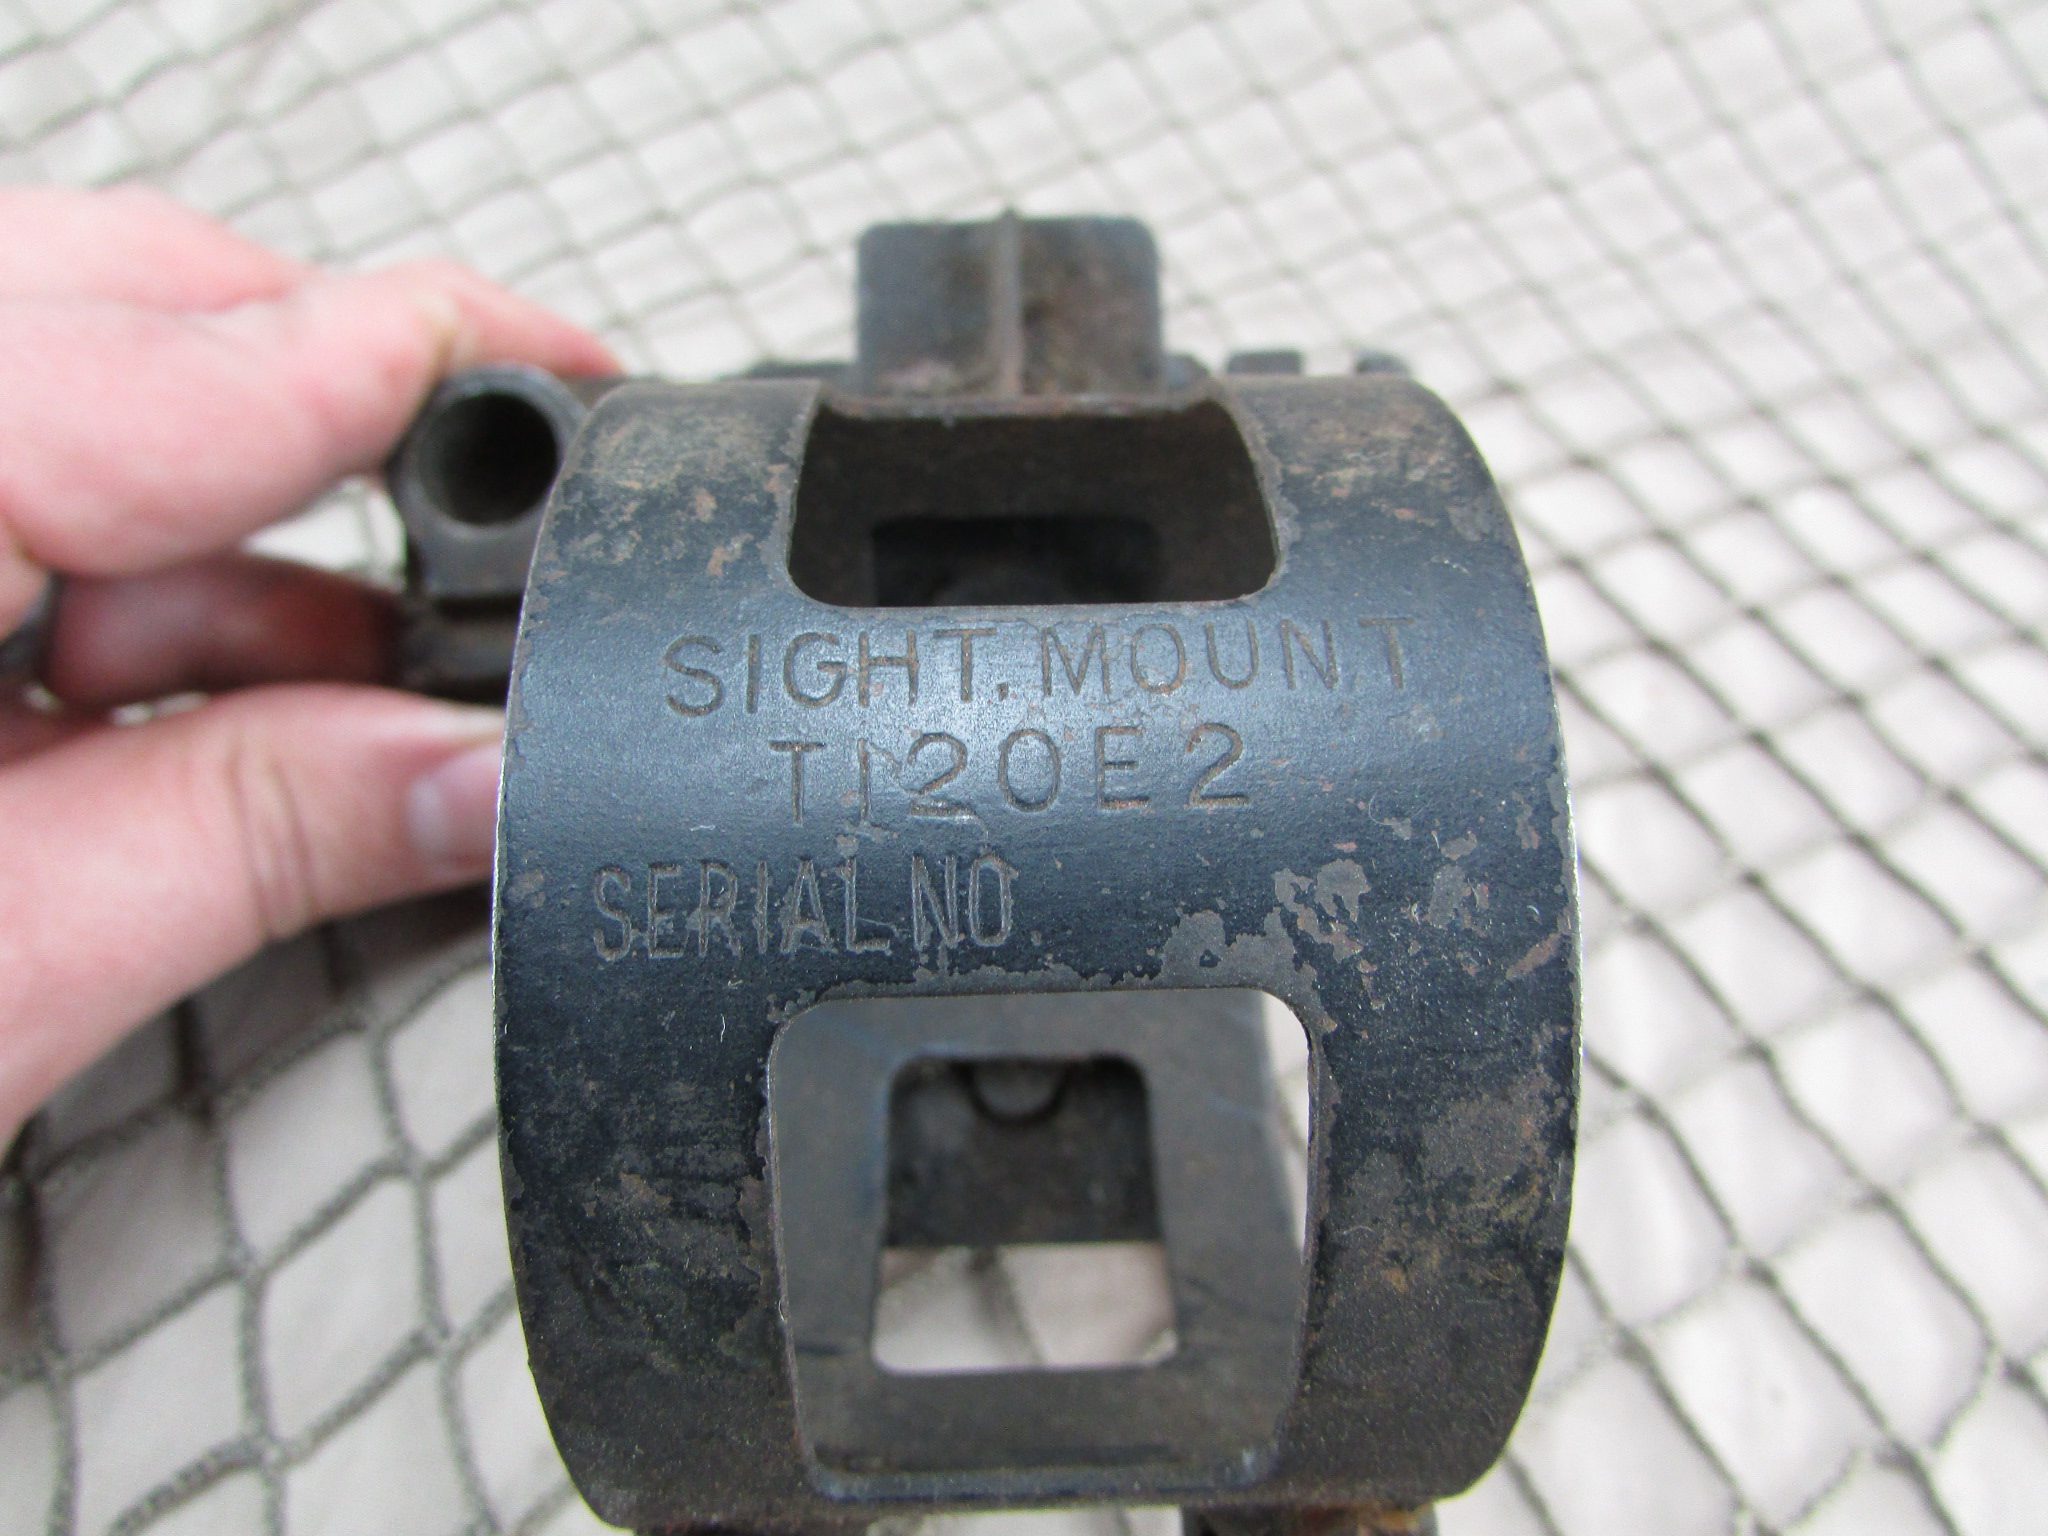 SIGHT, MOUNT
T120E2
SERIAL NO